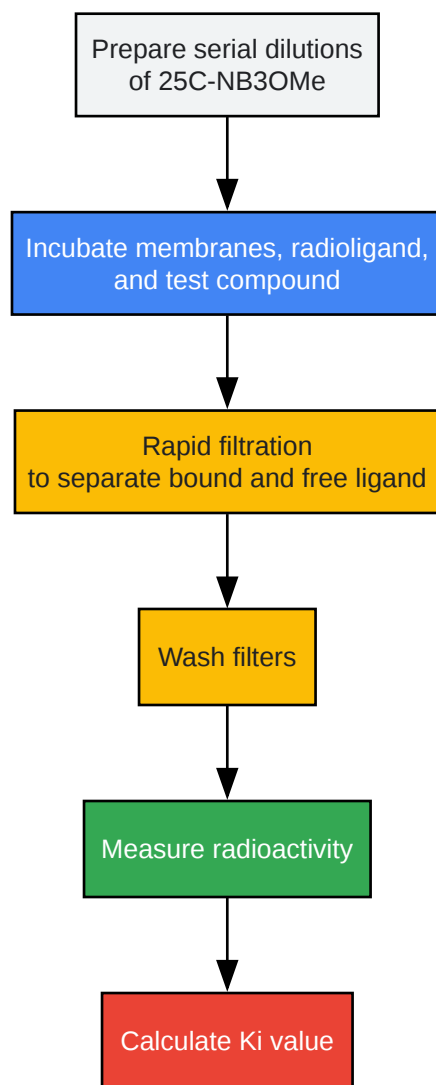 Prepare serial dilutions
of 25C-NB3OMe
Incubate membranes, radioligand,
and test compound
Rapid filtration
to separate bound and free ligand
Wash filters
Measure radioactivity
Calculate Ki value